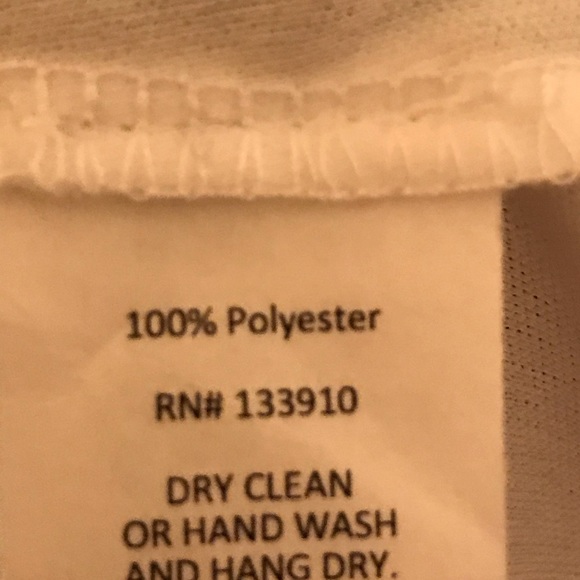 100% Polyester
RN# 133910
DRY CLEAN
OR HAND WASH
AND HANG DRY.